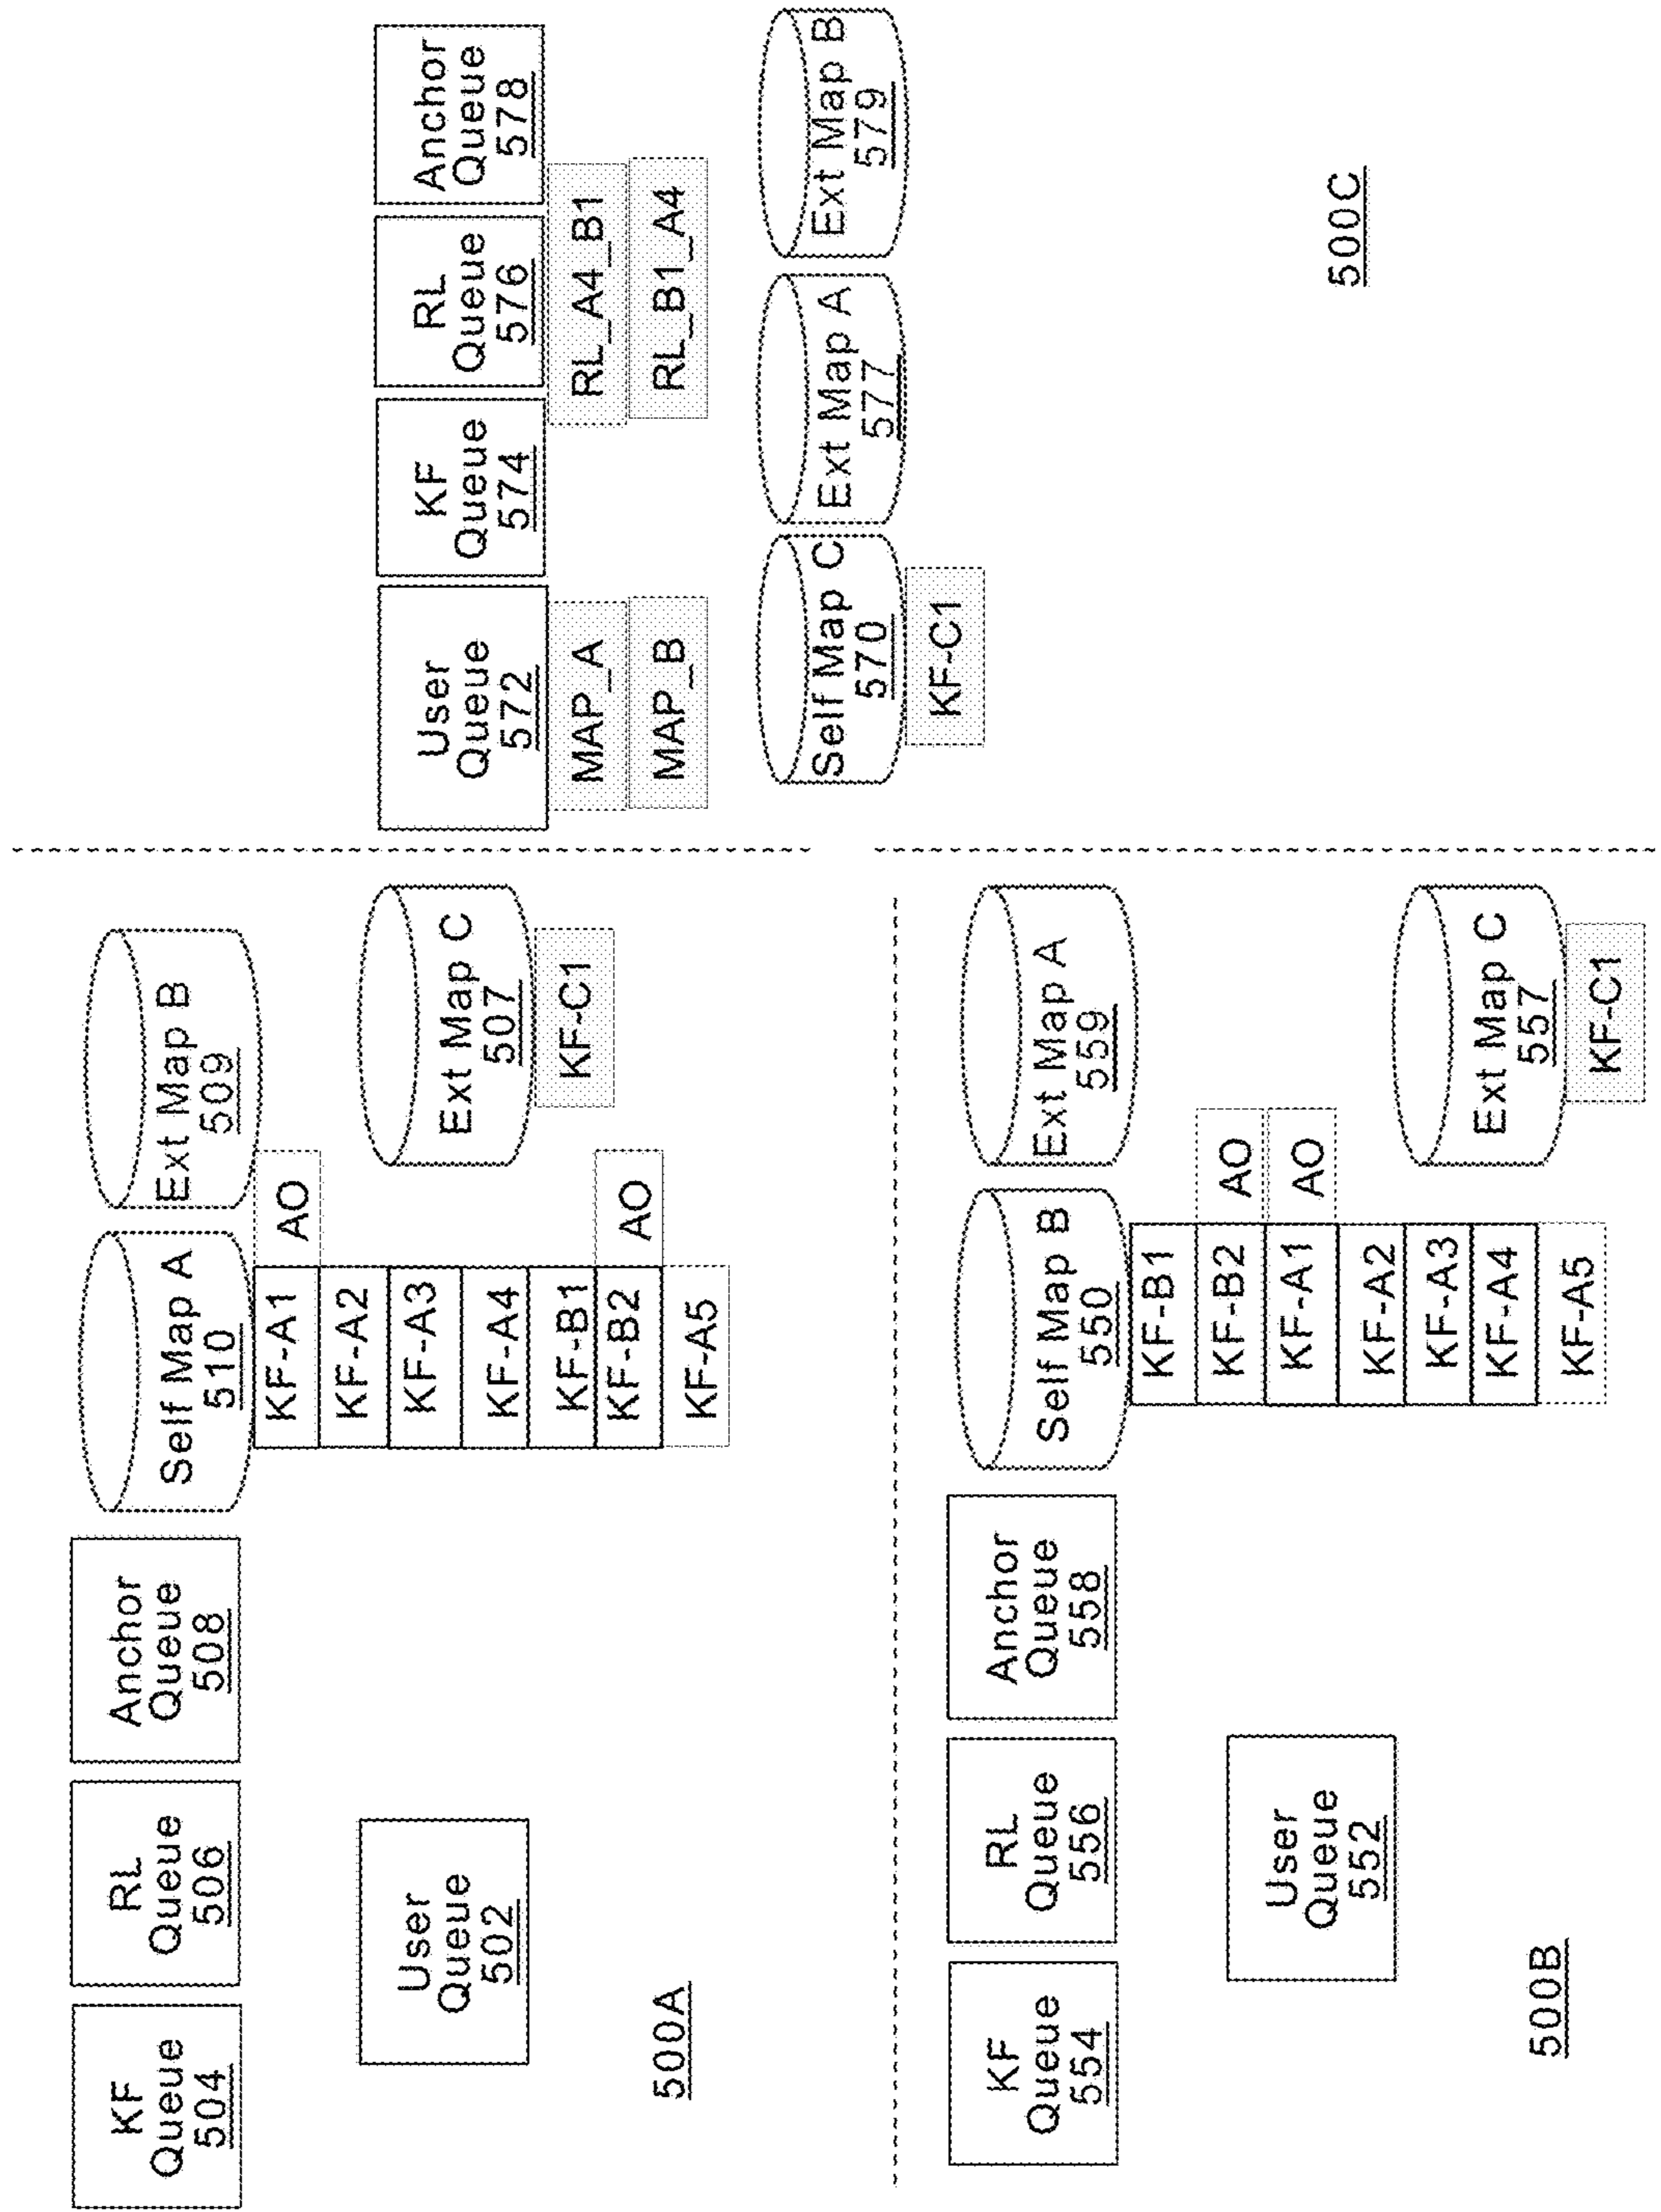 KF
Queue
504
RL
Queue
506
Anchor
Queue
508
Self Map A
510
Ext Map B
509
KF-A1
AO
KF-A2
KF-A3
KF-A4
KF-B1
KF-B2
AO
KF-A5
User
Queue
502
Ext Map C
507
KF-C1
500A
KF
Queue
554
RL
Queue
556
Anchor
Queue
558
Self Map B
550
Ext Map A
559
KF-B1
KF-B2
AO
KF-A1
AO
KF-A2
KF-A3
KF-A4
KF-A5
User
Queue
552
Ext Map C
557
KF-C1
500B
User
Queue
572
KF
Queue
574
RL
Queue
576
Anchor
Queue
578
MAP_A
MAP_B
RL_A4_B1
RL_B1_A4
Self Map C
570
Ext Map A
577
Ext Map B
579
KF-C1
500C